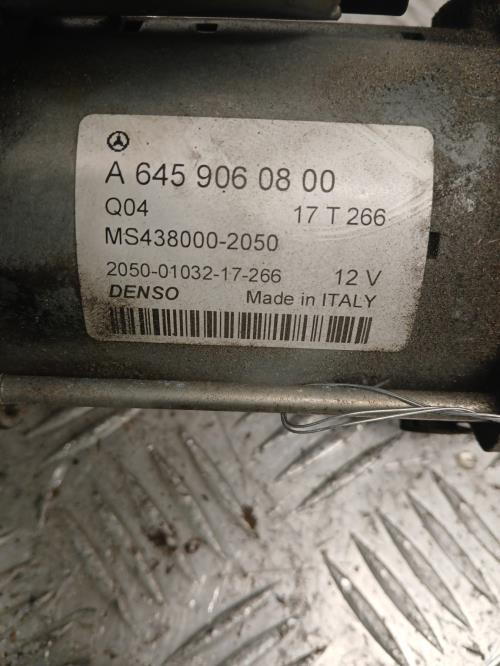 A 645 906 08 00
Q04 17 T 266
MS438000-2050
2050-01032-17-266 12 V
DENSO Made in ITALY